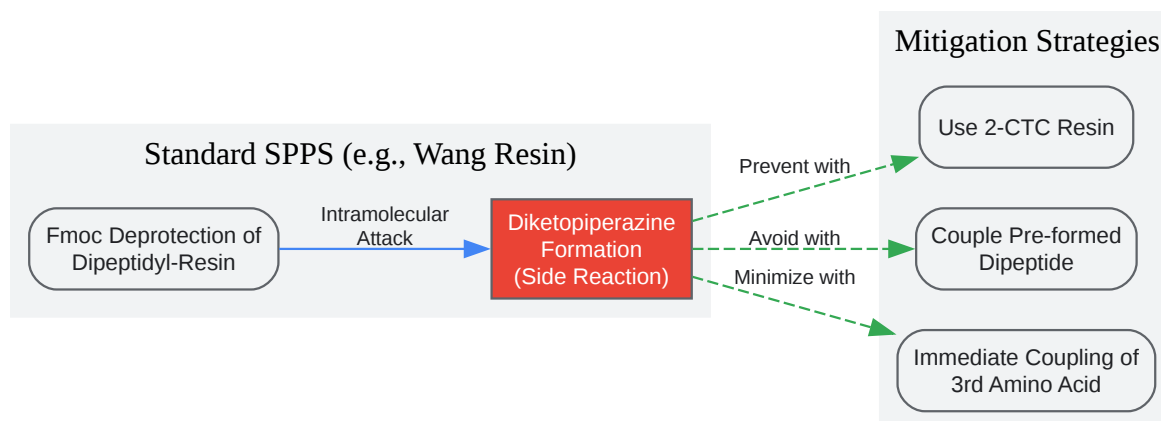 Standard SPPS (e.g., Wang Resin)
Fmoc Deprotection of
Dipeptidyl-Resin
Intramolecular
Attack
Diketopiperazine
Formation
(Side Reaction)
Prevent with
Avoid with
Minimize with
Mitigation Strategies
Use 2-CTC Resin
Couple Pre-formed
Dipeptide
Immediate Coupling of
3rd Amino Acid